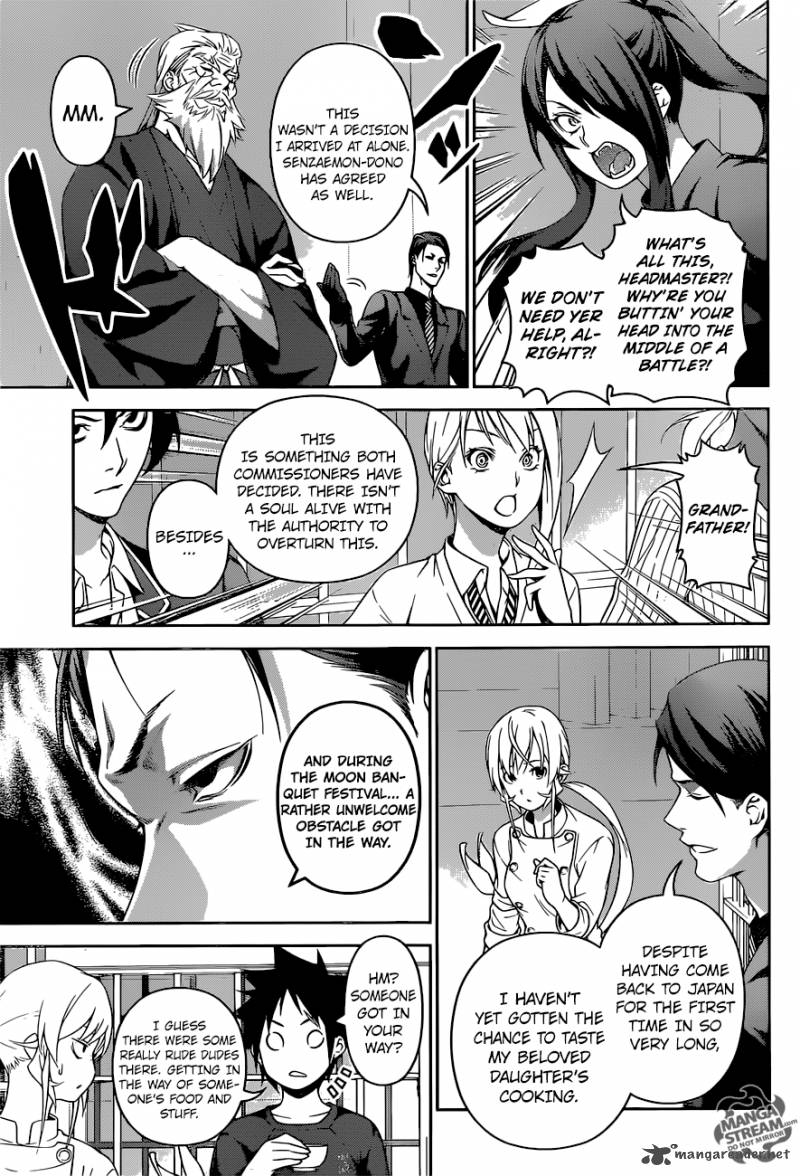 WHAT'S
ALL THIS,
HEADMASTER?!
WHY'RE YOU
BUTTIN' YOUR
HEAD INTO THE
MIDDLE OF A
BATTLE?!
WE DON'T
NEED YER
HELP, AL-
RIGHT?!
THIS
WASN'T A DECISION
I ARRIVED AT ALONE.
SENZAEMON-DONO
HAS AGREED
AS WELL.
MM.
ド
GRAND-
FATHER!
THIS
IS SOMETHING BOTH
COMMISSIONERS HAVE
DECIDED. THERE ISN'T
A SOUL ALIVE WITH
THE AUTHORITY TO
OVERTURN THIS.
BESIDES
...
DESPITE
HAVING COME
BACK TO JAPAN
FOR THE FIRST
TIME IN SO
VERY LONG,
I HAVEN'T
YET GOTTEN THE
CHANCE TO TASTE
MY BELOVED
DAUGHTER'S
COOKING.
AND DURING
THE MOON BAN-
QUET FESTIVAL... A
RATHER UNWELCOME
OBSTACLE GOT
IN THE WAY.
HM?
SOMEONE
GOT IN
YOUR
WAY?
I GUESS
THERE WERE SOME
REALLY RUDE DUDES
THERE. GETTING IN
THE WAY OF SOME-
ONE'S FOOD AND
STUFF.
MANGA
STREAM.COM
DO NOT MIRROR
mangareader.net